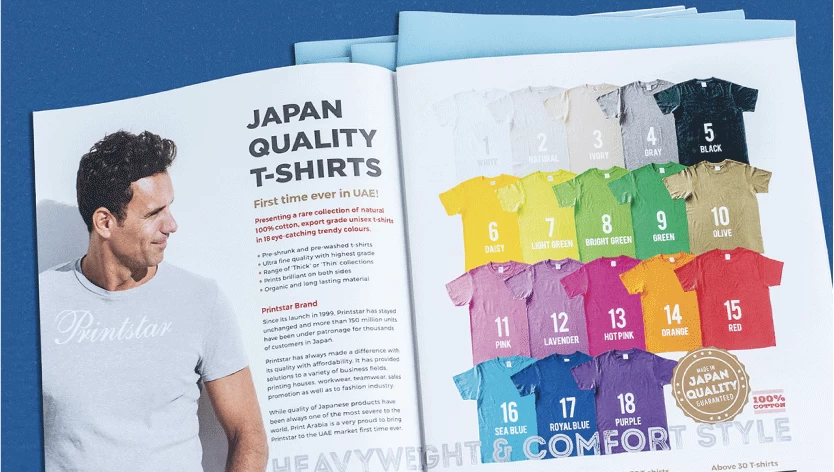 JAPAN
QUALITY
T-SHIRTS
First time ever in UAE!
Presenting a rare collection of natural
100% cotton, export grade unisex t-shirts
in 18 eye-catching trendy colours.
• Pre-shrunk and pre-washed t-shirts
• Ultra fine quality with highest grade
• Range of 'Thick' or 'Thin' collections
• Prints brilliant on both sides
• Organic and long lasting material
Printstar Brand
Since its launch in 1999, Printstar has stayed
unchanged and more than 150 million units
have been under patronage for thousands
of customers in Japan.
Printstar has always made a difference with
its quality with affordability. It has provided
solutions to a variety of business fields,
printing houses, workwear, teamwear, sales
promotion as well as to fashion industry.
While quality of Japanese products have
been always one of the most severe to the
world, Print Arabia is a very proud to bring
Printstar to the UAE market first time ever.
Printstar
1
WHITE
2
NATURAL
3
IVORY
4
GRAY
5
BLACK
6
DAISY
7
LIGHT GREEN
8
BRIGHT GREEN
9
GREEN
10
OLIVE
11
PINK
12
LAVENDER
13
HOT PINK
14
ORANGE
15
RED
16
SEA BLUE
17
ROYAL BLUE
18
PURPLE
MADE IN
JAPAN
QUALITY
GUARANTEED
100%
COTTON
HEAVYWEIGHT & COMFORT STYLE
Above 30 T-shirts